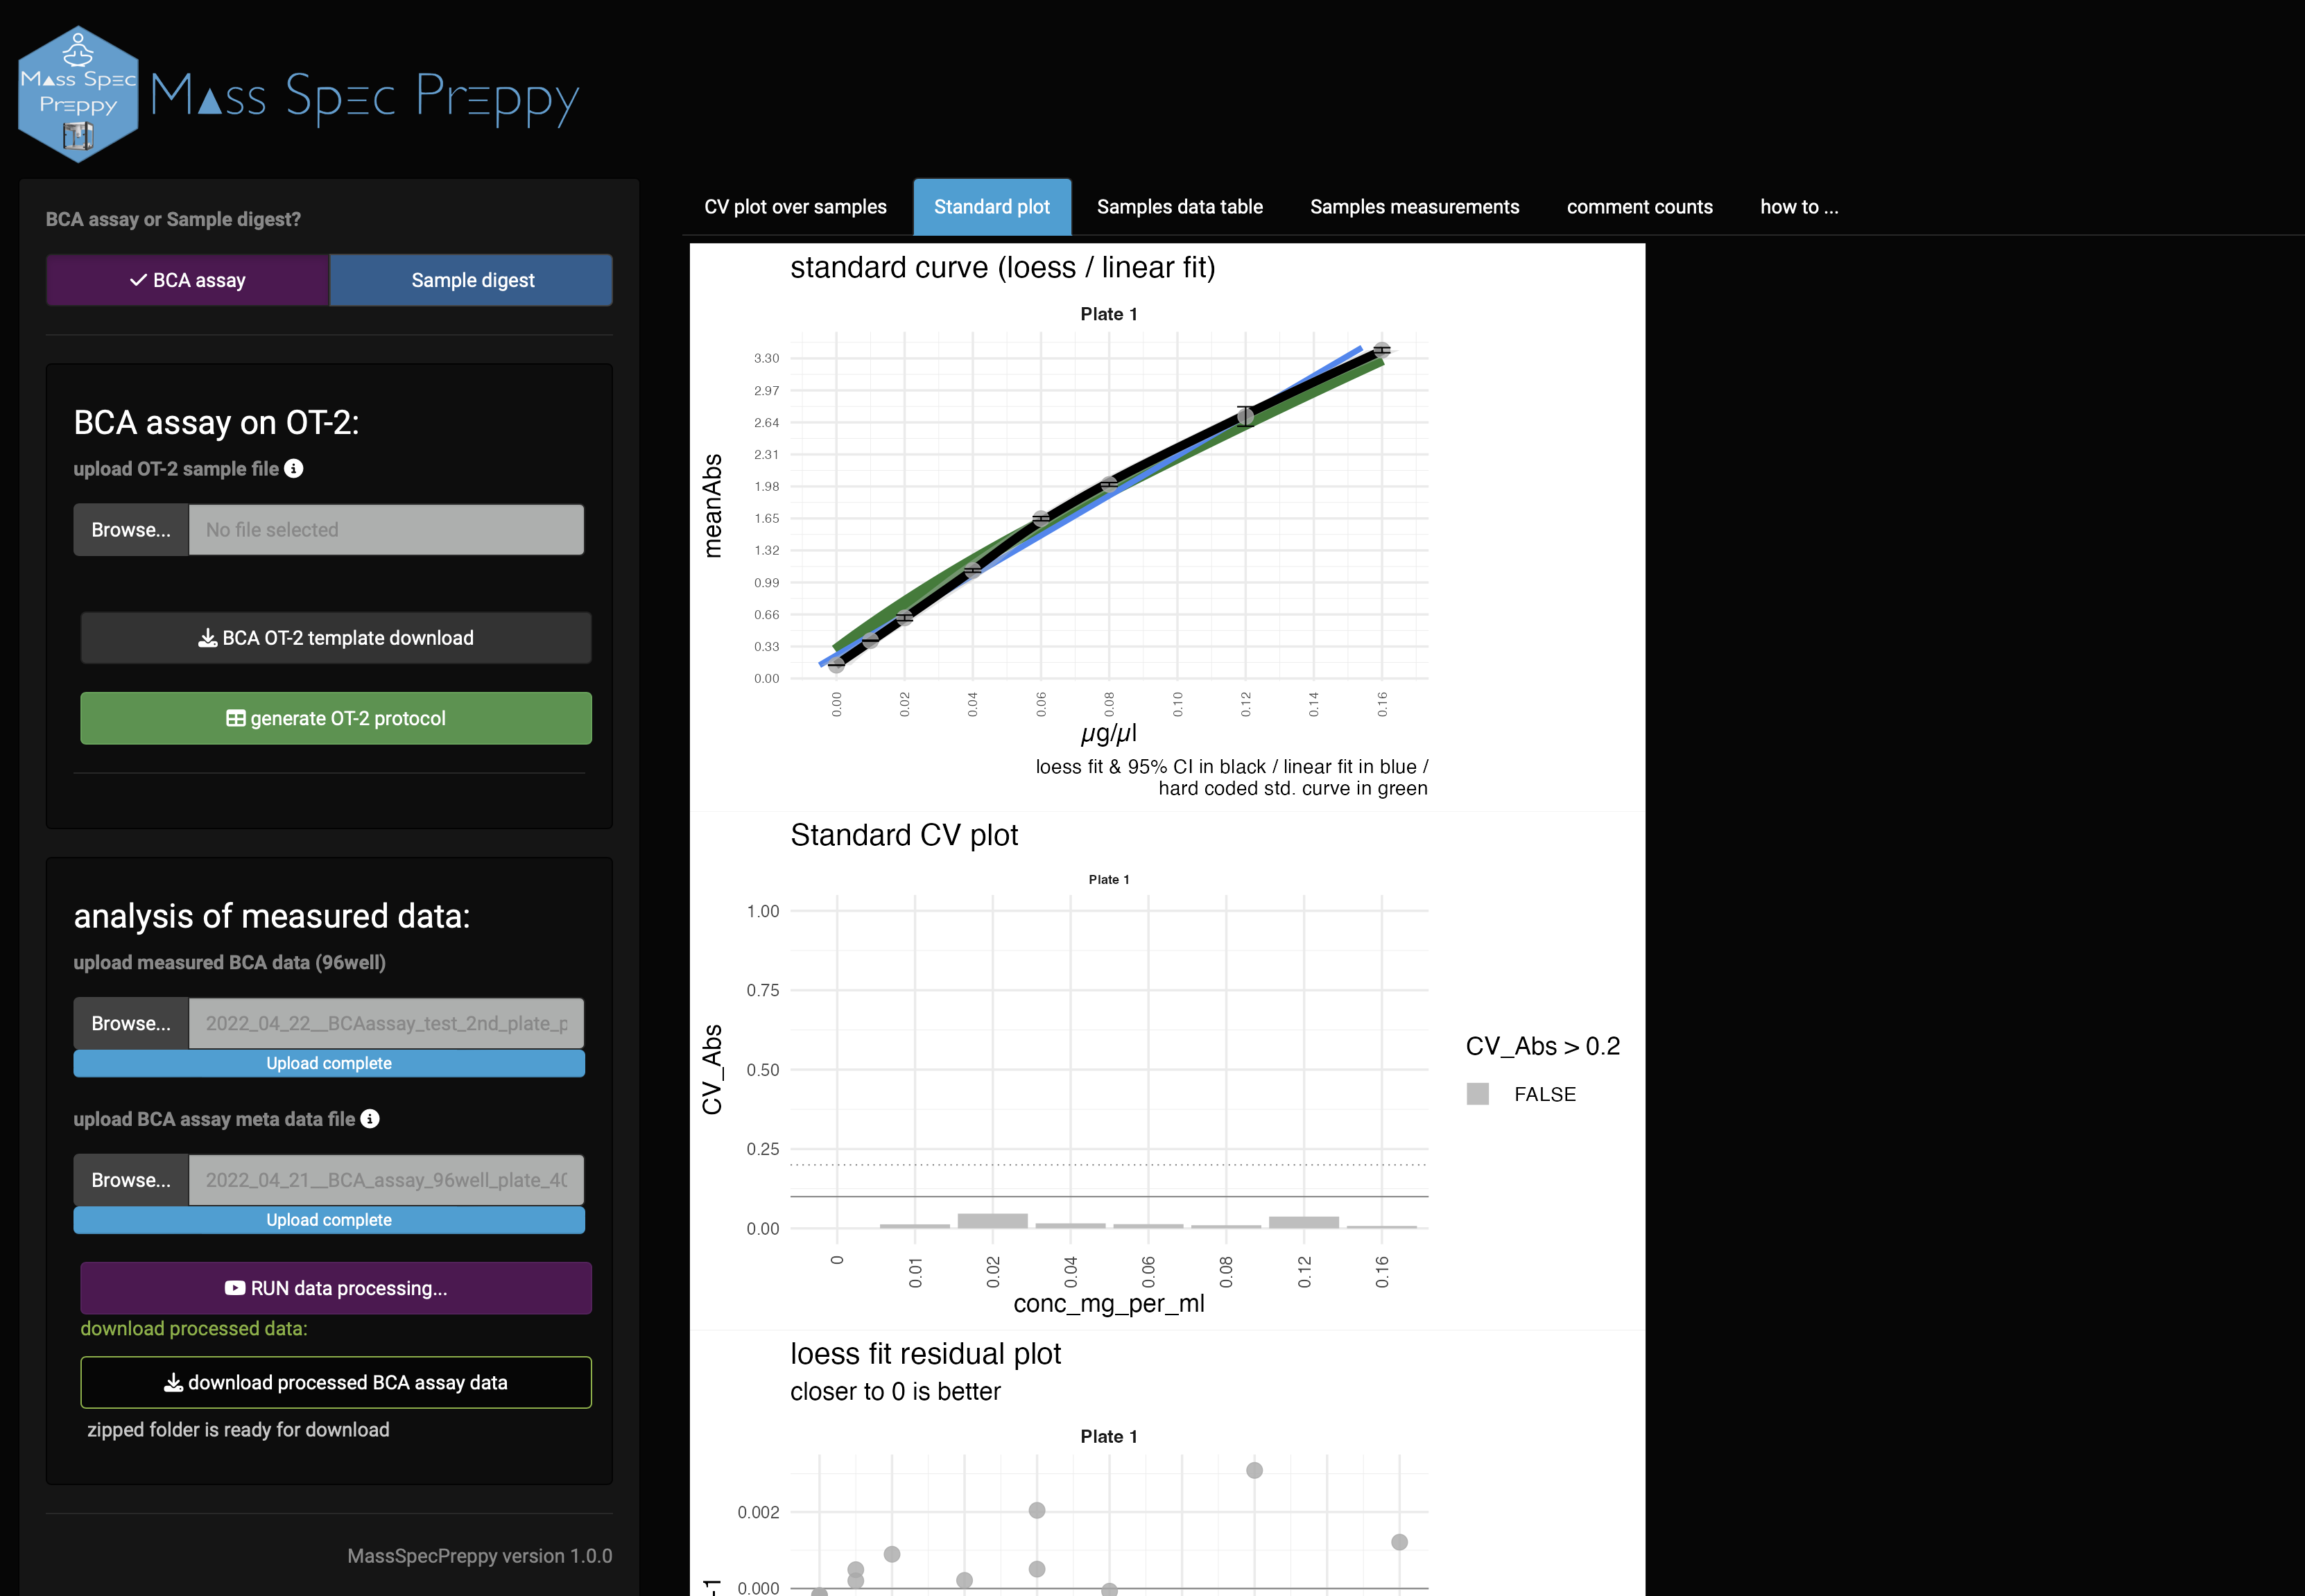 MASS SPEC
PREPPY
MASS SPEC PREPPY
BCA assay or Sample digest?
BCA assay
Sample digest
BCA assay on OT-2:
upload OT-2 sample file
Browse...
No file selected
BCA OT-2 template download
generate OT-2 protocol
analysis of measured data:
upload measured BCA data (96well)
Browse...
2022_04_22__BCAassay_test_2nd_plate_p
Upload complete
upload BCA assay meta data file
Browse...
2022_04_21__BCA_assay_96well_plate_40
Upload complete
RUN data processing...
download processed data:
download processed BCA assay data
zipped folder is ready for download
MassSpecPreppy version 1.0.0
CV plot over samples
Standard plot
Samples data table
Samples measurements
comment counts
how to ...
standard curve (loess / linear fit)
Plate 1
meanAbs
3.30
2.97
2.64
2.31
1.98
1.65
1.32
0.99
0.66
0.33
0.00
0.00
0.02
0.04
0.06
0.08
0.10
0.12
0.14
0.16
µg/µl
loess fit & 95% CI in black / linear fit in blue /
hard coded std. curve in green
Standard CV plot
Plate 1
CV_Abs
1.00
0.75
0.50
0.25
0.00
0
0.01
0.02
0.04
0.06
0.08
0.12
0.16
conc_mg_per_ml
CV_Abs > 0.2
FALSE
loess fit residual plot
closer to 0 is better
Plate 1
0.002
0.000